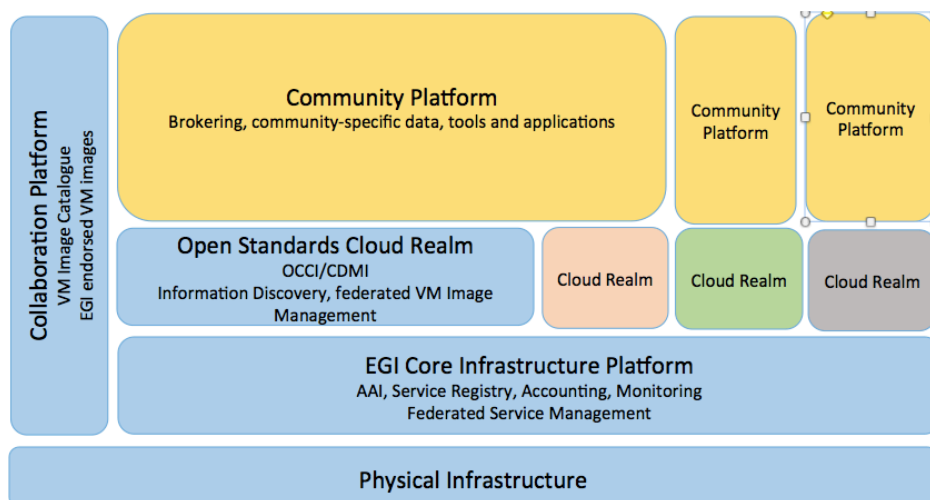 Collaboration Platform
VM Image Catalogue
EGI endorsed VM images
Community Platform
Brokering, community-specific data, tools and applications
Community
Platform
Community
Platform
Open Standards Cloud Realm
OCCI/CDMI
Information Discovery, federated VM Image
Management
Cloud Realm
Cloud Realm
Cloud Realm
EGI Core Infrastructure Platform
AAI, Service Registry, Accounting, Monitoring
Federated Service Management
Physical Infrastructure